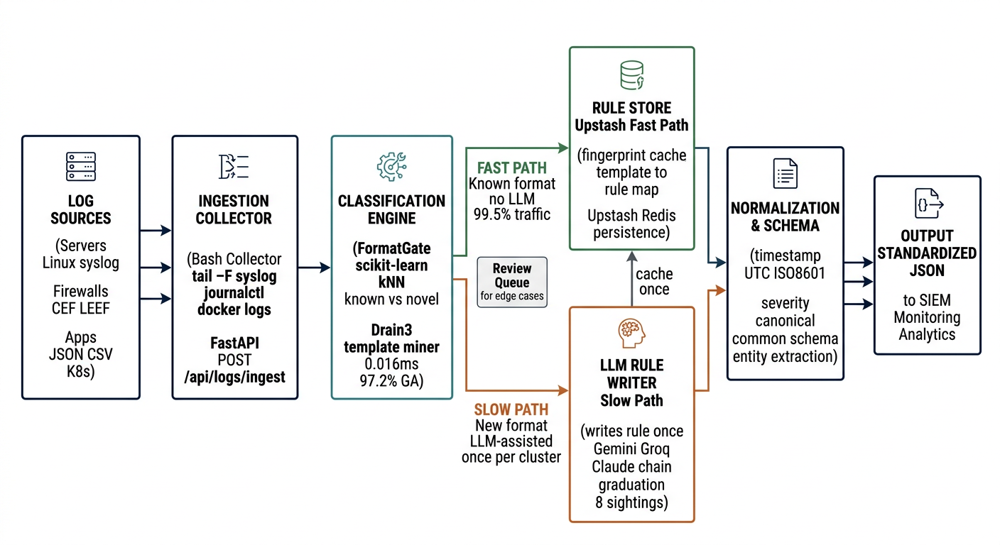 LOG
SOURCES
(Servers
Linux syslog
Firewalls
CEF LEEF
Apps
JSON CSV
K8s)
INGESTION
COLLECTOR
(Bash Collector
tail –F syslog
journalctl
docker logs
FastAPI
POST
/api/logs/ingest
CLASSIFICATION
ENGINE
(FormatGate
scikit-learn
kNN
known vs novel
Drain3
template miner
0.016ms
97.2% GA)
FAST PATH
Known format
no LLM
99.5% traffic
Review
Queue
for edge cases
SLOW PATH
New format
LLM-assisted
once per cluster
RULE STORE
Upstash Fast Path
(fingerprint cache
template to
rule map
Upstash Redis
persistence)
cache
once
LLM RULE
WRITER
Slow Path
(writes rule once
Gemini Groq
Claude chain
graduation
8 sightings)
NORMALIZATION
& SCHEMA
(timestamp
UTC ISO8601
severity
canonical
common schema
entity extraction)
{}
OUTPUT
STANDARDIZED
JSON
to SIEM
Monitoring
Analytics